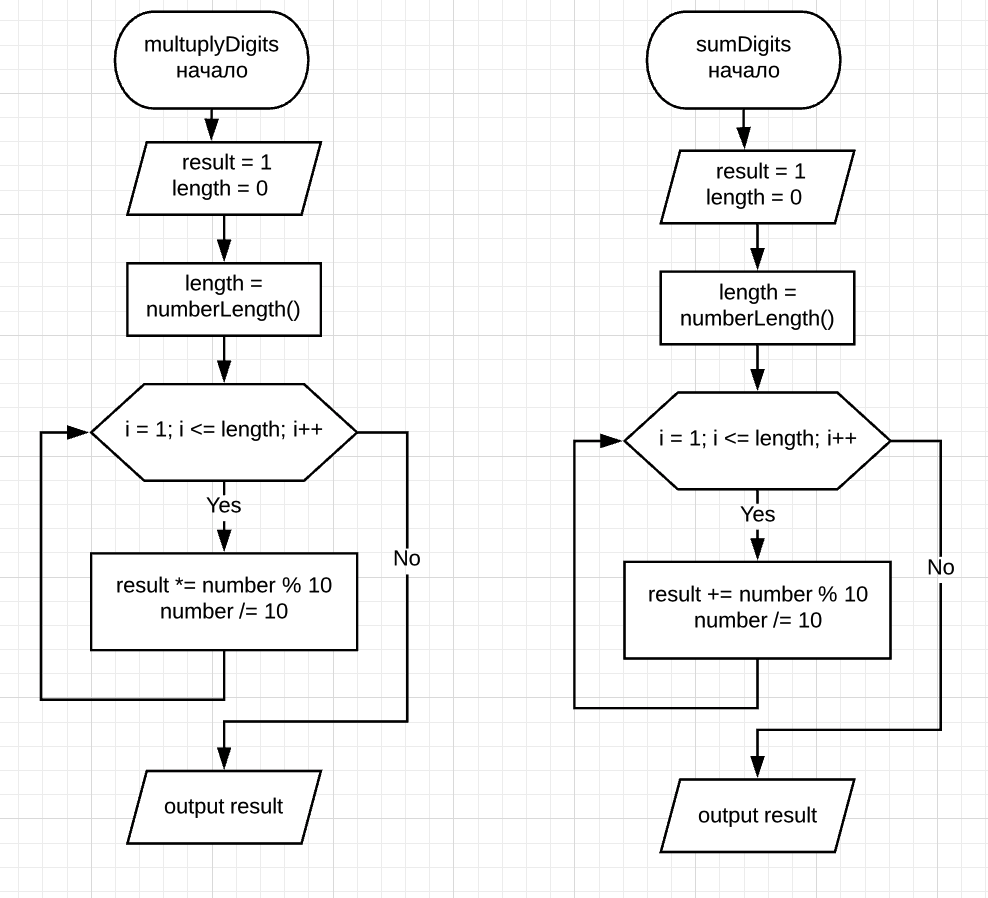 multuplyDigits
начало
result = 1
length = 0
length =
numberLength()
i = 1; i <= length; i++
Yes
No
result *= number % 10
number /= 10
output result
sumDigits
начало
result = 1
length = 0
length =
numberLength()
i = 1; i <= length; i++
Yes
No
result += number % 10
number /= 10
output result